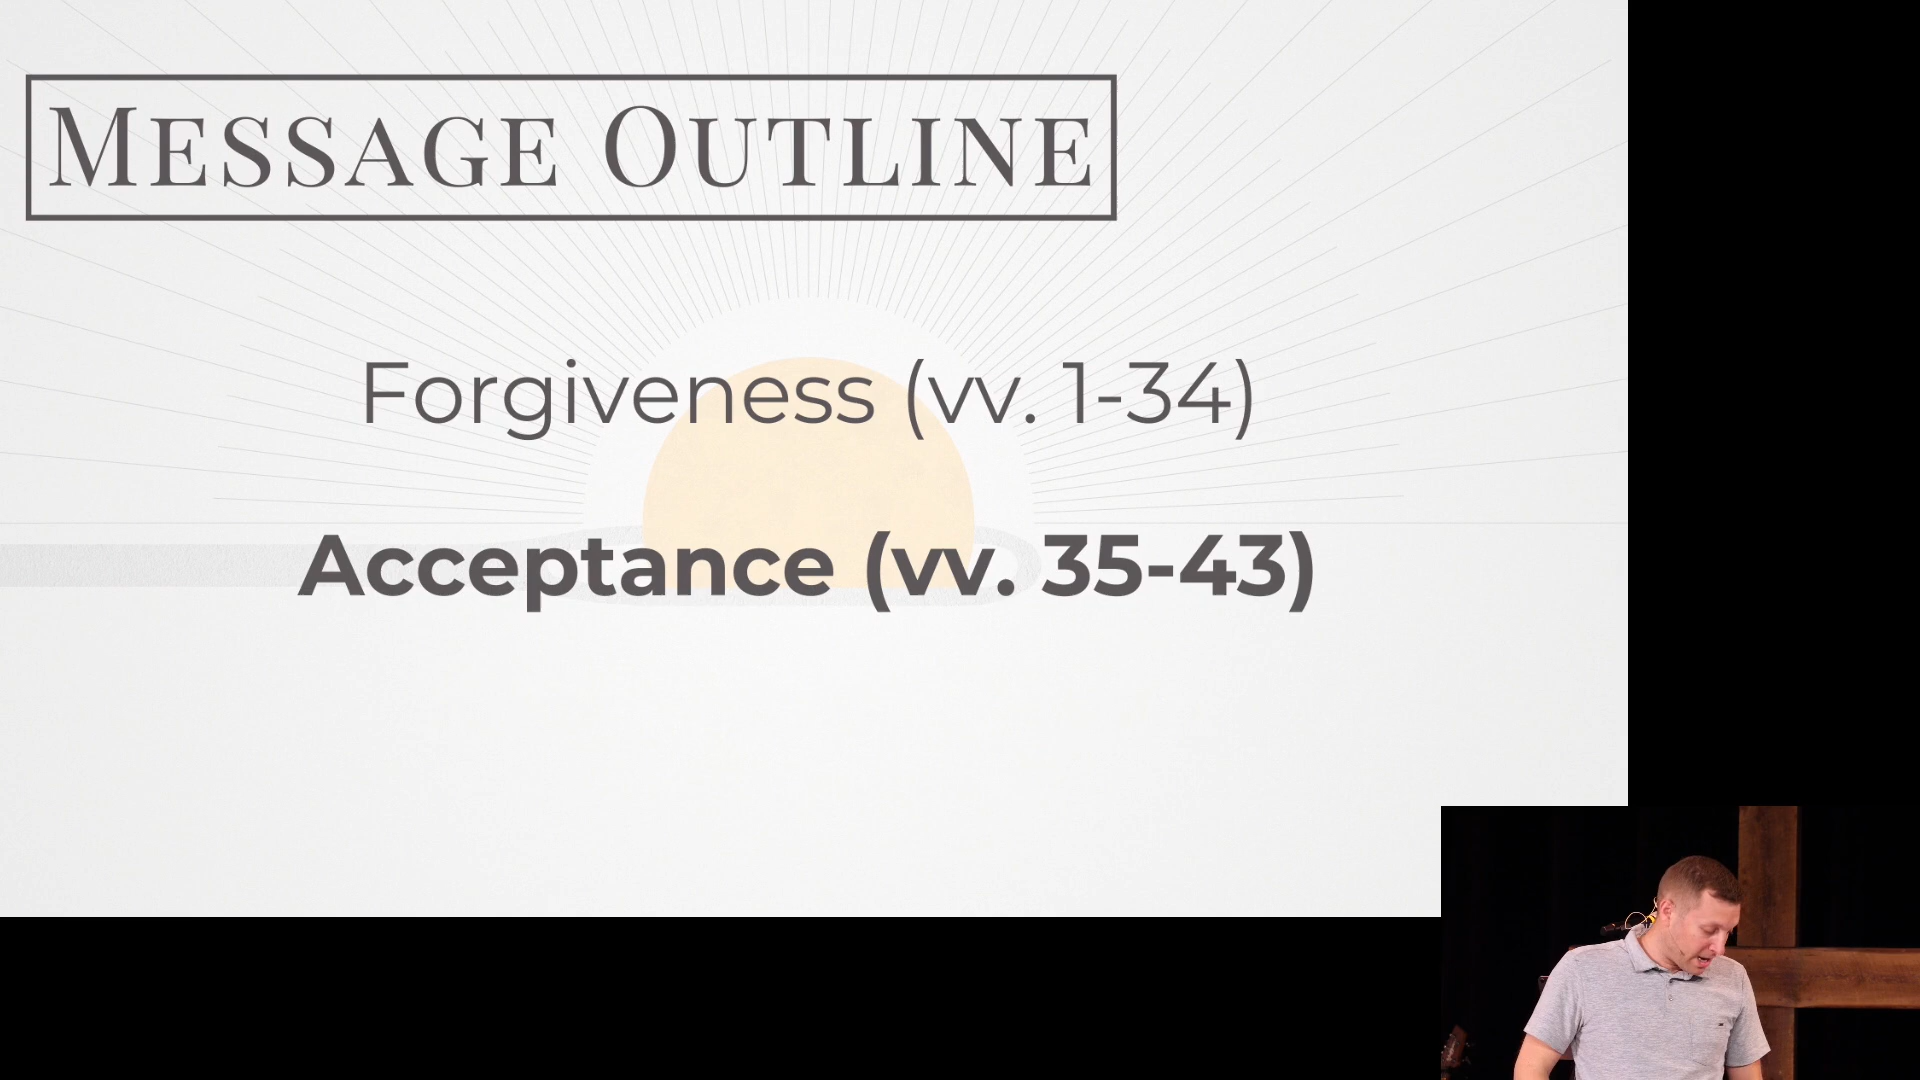 Message Outline
Forgiveness (vv. 1-34)
Acceptance (vv. 35-43)